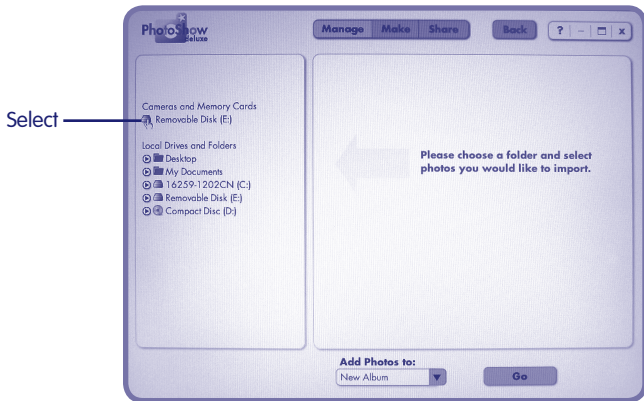 PhotoShow
deluxe
Manage Make Share Back ? – x
Select
Cameras and Memory Cards
Removable Disk (E:)
Local Drives and Folders
Desktop
My Documents
16259-1202CN (C:)
Removable Disk (E:)
Compact Disc (D:)
Please choose a folder and select
photos you would like to import.
Add Photos to:
New Album
Go